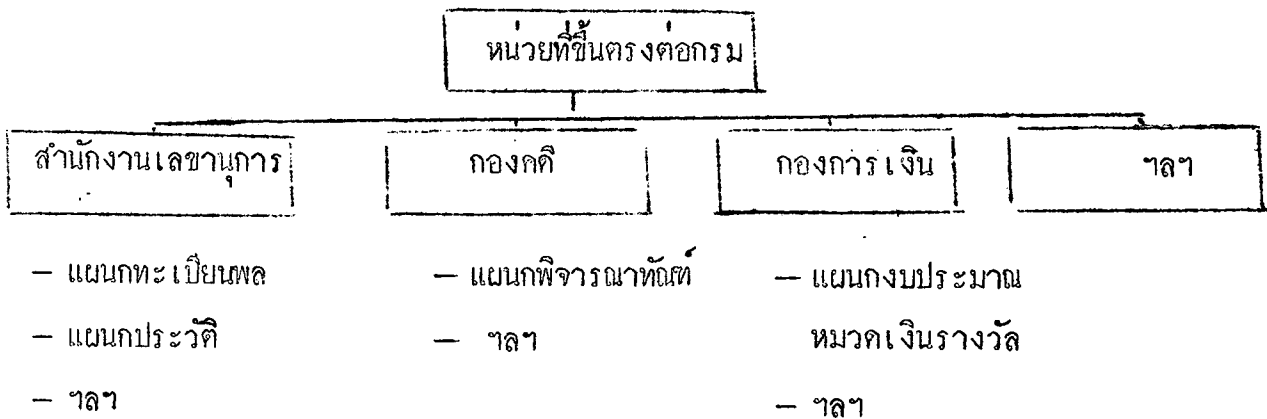 หน่วยที่ขึ้นตรงต่อกรม
สำนักงานเลขานุการ
กองคดี
กองการเงิน
ฯลฯ
— แผนกทะเบียนพล
— แผนกประวัติ
— ฯลฯ
— แผนกพิจารณาทัณฑ์
— ฯลฯ
— แผนกงบประมาณ
หมวดเงินรางวัล
— ฯลฯ